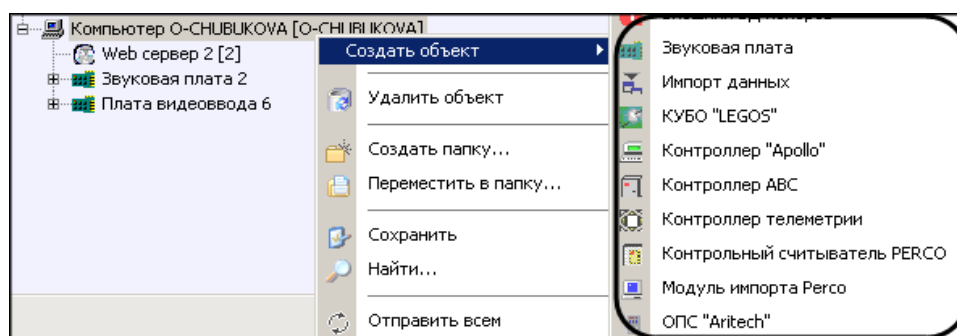 Компьютер O-CHUBUKOVA [O-CHUBUKOVA]
Web сервер 2 [2]
Звуковая плата 2
Плата видеоввода 6
Создать объект
Удалить объект
Создать папку...
Переместить в папку...
Сохранить
Найти...
Отправить всем
Звуковая плата
Импорт данных
КУБО "LEGOS"
Контроллер "Apollo"
Контроллер ABC
Контроллер телеметрии
Контрольный считыватель PERCO
Модуль импорта Perco
ОПС "Aritech"